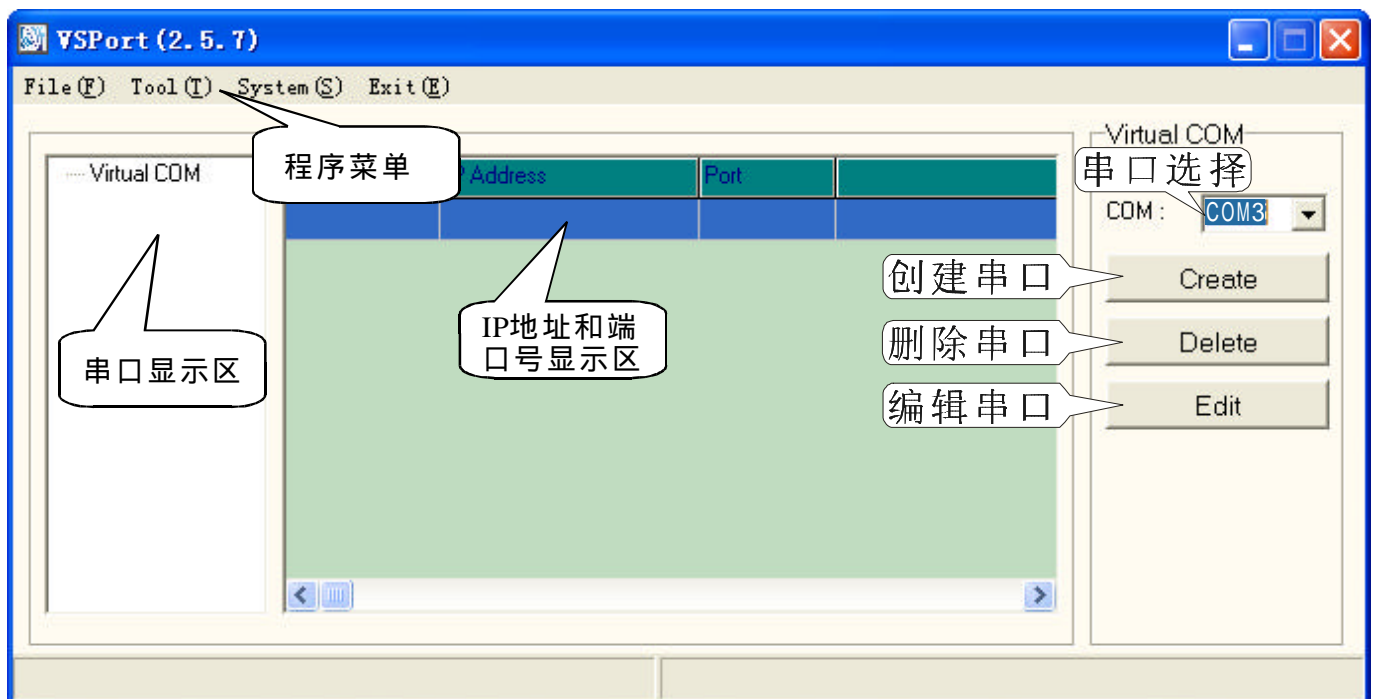 VSPort(2.5.7)
File(F) Tool(T) System(S) Exit(E)
Virtual COM
程序菜单
Address
Port
Virtual COM
串口选择
COM :
COM3
创建串口
Create
IP地址和端
口号显示区
删除串口
Delete
串口显示区
编辑串口
Edit